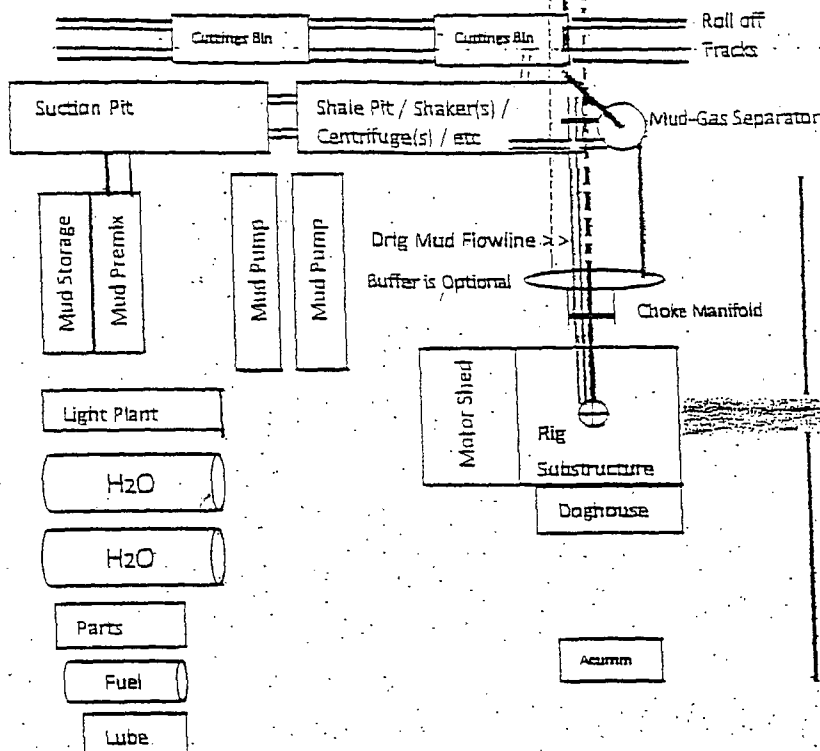 Roll off
Cuttings Bin
Cuttings Bin
Tracks
Suction Pit
Shale Pit / Shaker(s) /
Centrifuge(s) / etc
Mud-Gas Separator
Mud Storage
Mud Premix
Mud Pump
Mud Pump
Drlg Mud Flowline >>
Buffer is Optional
Choke Manifold
Motor Shed
Rig
Substructure
Light Plant
Doghouse
H2O
H2O
Parts
Acumm
Fuel
Lube